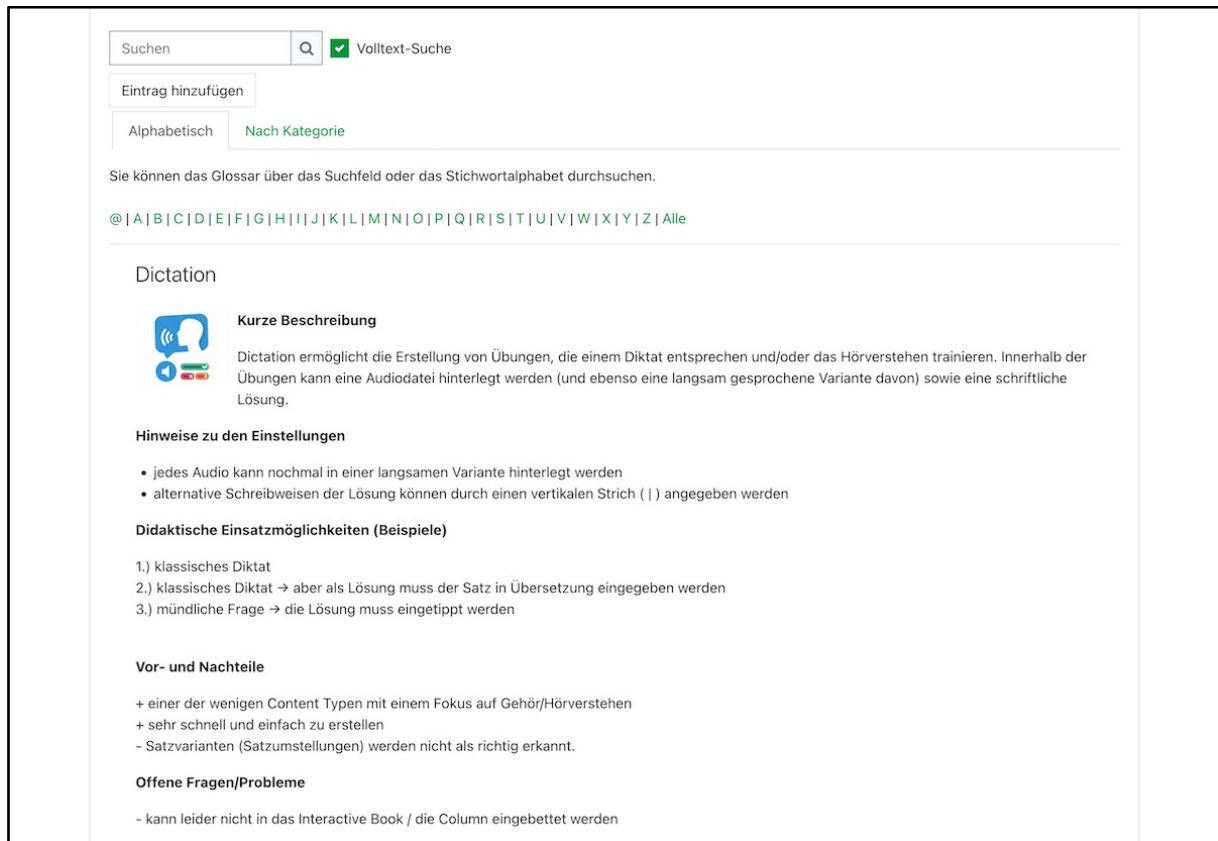 Suchen
Volltext-Suche
Eintrag hinzufügen
Alphabetisch
Nach Kategorie
Sie können das Glossar über das Suchfeld oder das Stichwortalphabet durchsuchen.
@ | A | B | C | D | E | F | G | H | I | J | K | L | M | N | O | P | Q | R | S | T | U | V | W | X | Y | Z | Alle
Dictation
Kurze Beschreibung
Dictation ermöglicht die Erstellung von Übungen, die einem Diktat entsprechen und/oder das Hörverstehen trainieren. Innerhalb der
Übungen kann eine Audiodatei hinterlegt werden (und ebenso eine langsam gesprochene Variante davon) sowie eine schriftliche
Lösung.
Hinweise zu den Einstellungen
• jedes Audio kann nochmal in einer langsamen Variante hinterlegt werden
• alternative Schreibweisen der Lösung können durch einen vertikalen Strich ( | ) angegeben werden
Didaktische Einsatzmöglichkeiten (Beispiele)
1.) klassisches Diktat
2.) klassisches Diktat → aber als Lösung muss der Satz in Übersetzung eingegeben werden
3.) mündliche Frage → die Lösung muss eingetippt werden
Vor- und Nachteile
+ einer der wenigen Content Typen mit einem Fokus auf Gehör/Hörverstehen
+ sehr schnell und einfach zu erstellen
- Satzvarianten (Satzumstellungen) werden nicht als richtig erkannt.
Offene Fragen/Probleme
- kann leider nicht in das Interactive Book / die Column eingebettet werden